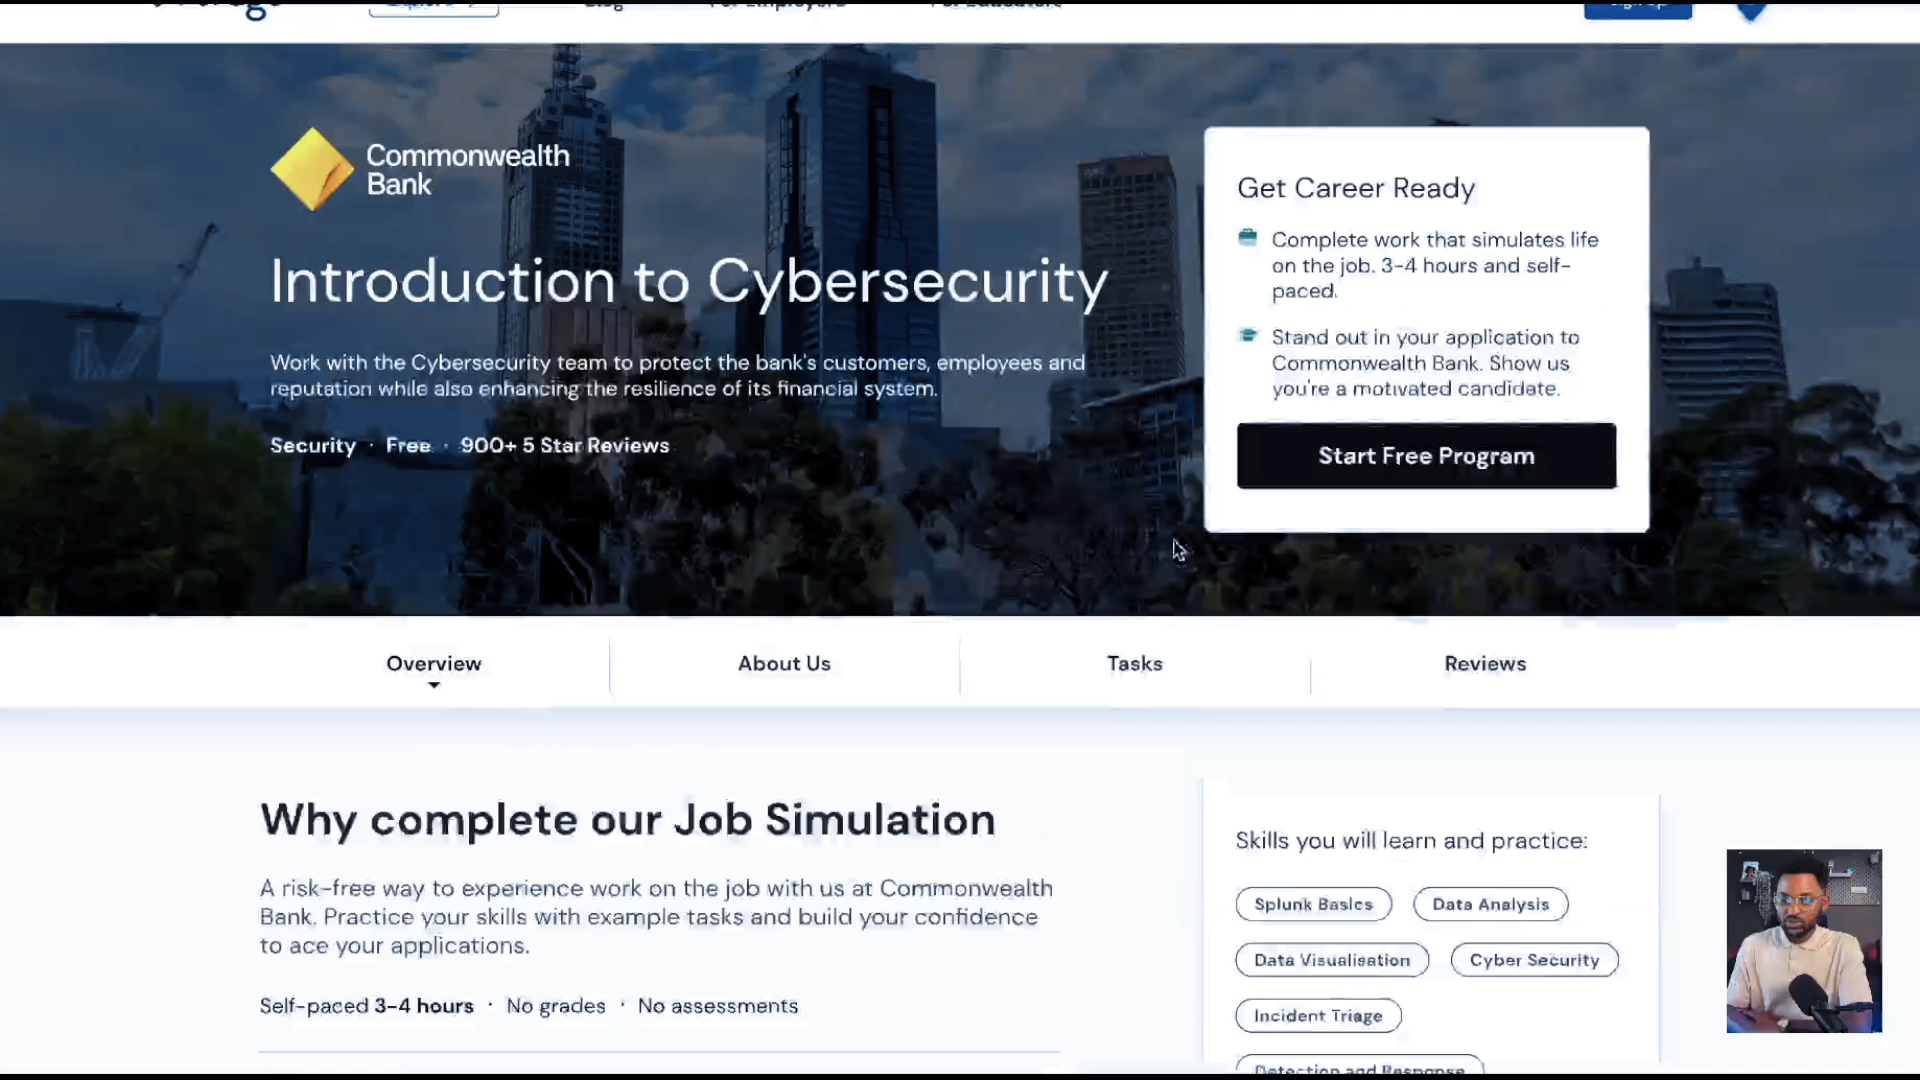 Blog
For Employers
Sign Up
Commonwealth
Bank
Introduction to Cybersecurity
Work with the Cybersecurity team to protect the bank's customers, employees and
reputation while also enhancing the resilience of its financial system.
Security · Free · 900+ 5 Star Reviews
Get Career Ready
Complete work that simulates life
on the job. 3-4 hours and self-
paced.
Stand out in your application to
Commonwealth Bank. Show us
you're a motivated candidate.
Start Free Program
Overview
About Us
Tasks
Reviews
Why complete our Job Simulation
A risk-free way to experience work on the job with us at Commonwealth
Bank. Practice your skills with example tasks and build your confidence
to ace your applications.
Self-paced 3-4 hours · No grades · No assessments
Skills you will learn and practice:
Splunk Basics
Data Analysis
Data Visualisation
Cyber Security
Incident Triage
Detection and Response